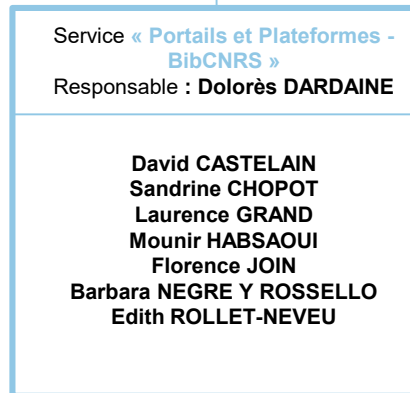 Service « Portails et Plateformes -
BibCNRS »
Responsable : Dolorès DARDAINE
David CASTELAIN
Sandrine CHOPOT
Laurence GRAND
Mounir HABSAOUI
Florence JOIN
Barbara NEGRE Y ROSSELLO
Edith ROLLET-NEVEU